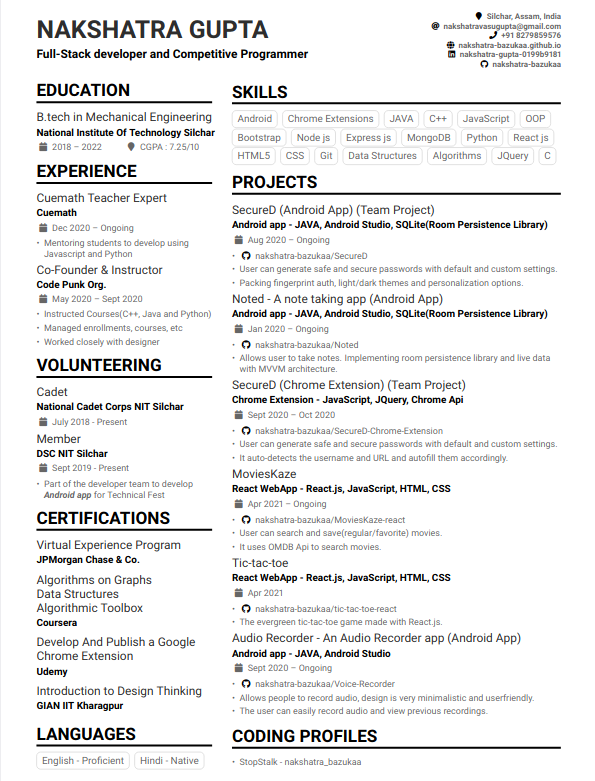 NAKSHATRA GUPTA
Full-Stack developer and Competitive Programmer
Silchar, Assam, India
nakshatravasugupta@gmail.com
+91 8279859576
nakshatra-bazukaa.github.io
nakshatra-gupta-0199b9181
nakshatra-bazukaa
EDUCATION
B.tech in Mechanical Engineering
National Institute Of Technology Silchar
2018 – 2022 CGPA : 7.25/10
EXPERIENCE
Cuemath Teacher Expert
Cuemath
Dec 2020 – Ongoing
• Mentoring students to develop using
Javascript and Python
Co-Founder & Instructor
Code Punk Org.
May 2020 – Sept 2020
• Instructed Courses(C++, Java and Python)
• Managed enrollments, courses, etc
• Worked closely with designer
VOLUNTEERING
Cadet
National Cadet Corps NIT Silchar
July 2018 - Present
Member
DSC NIT Silchar
Sept 2019 - Present
• Part of the developer team to develop
Android app for Technical Fest
CERTIFICATIONS
Virtual Experience Program
JPMorgan Chase & Co.
Algorithms on Graphs
Data Structures
Algorithmic Toolbox
Coursera
Develop And Publish a Google
Chrome Extension
Udemy
Introduction to Design Thinking
GIAN IIT Kharagpur
LANGUAGES
English - Proficient Hindi - Native
SKILLS
Android Chrome Extensions JAVA C++ JavaScript OOP
Bootstrap Node js Express js MongoDB Python React js
HTML5 CSS Git Data Structures Algorithms JQuery C
PROJECTS
SecureD (Android App) (Team Project)
Android app - JAVA, Android Studio, SQLite(Room Persistence Library)
Aug 2020 – Ongoing
• nakshatra-bazukaa/SecureD
• User can generate safe and secure passwords with default and custom settings.
• Packing fingerprint auth, light/dark themes and personalization options.
Noted - A note taking app (Android App)
Android app - JAVA, Android Studio, SQLite(Room Persistence Library)
Jan 2020 – Ongoing
• nakshatra-bazukaa/Noted
• Allows user to take notes. Implementing room persistence library and live data
with MVVM architecture.
SecureD (Chrome Extension) (Team Project)
Chrome Extension - JavaScript, JQuery, Chrome Api
Sept 2020 – Oct 2020
• nakshatra-bazukaa/SecureD-Chrome-Extension
• User can generate safe and secure passwords with default and custom settings.
• It auto-detects the username and URL and autofill them accordingly.
MoviesKaze
React WebApp - React.js, JavaScript, HTML, CSS
Apr 2021 – Ongoing
• nakshatra-bazukaa/MoviesKaze-react
• User can search and save(regular/favorite) movies.
• It uses OMDB Api to search movies.
Tic-tac-toe
React WebApp - React.js, JavaScript, HTML, CSS
Apr 2021
• nakshatra-bazukaa/tic-tac-toe-react
• The evergreen tic-tac-toe game made with React.js.
Audio Recorder - An Audio Recorder app (Android App)
Android app - JAVA, Android Studio
Sept 2020 – Ongoing
• nakshatra-bazukaa/Voice-Recorder
• Allows people to record audio, design is very minimalistic and userfriendly.
• The user can easily record audio and view previous recordings.
CODING PROFILES
• StopStalk - nakshatra_bazukaa